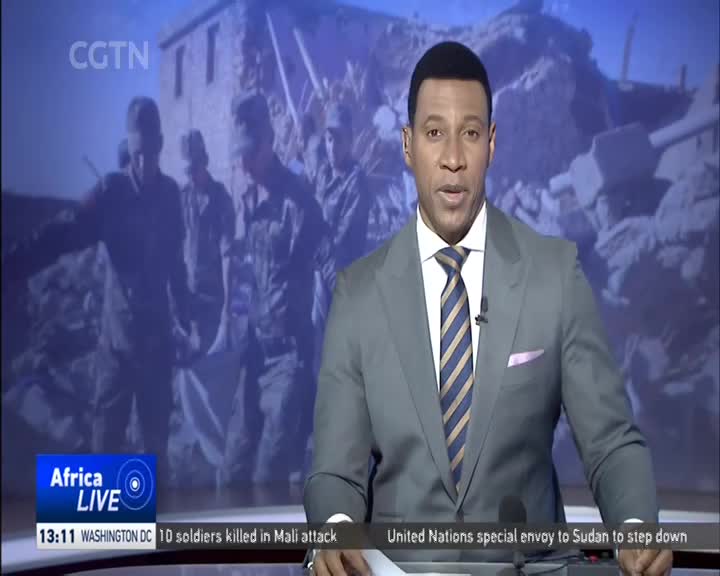 CGTN
Africa
LIVE
13:11 WASHINGTON DC 10 soldiers killed in Mali attack United Nations special envoy to Sudan to step down